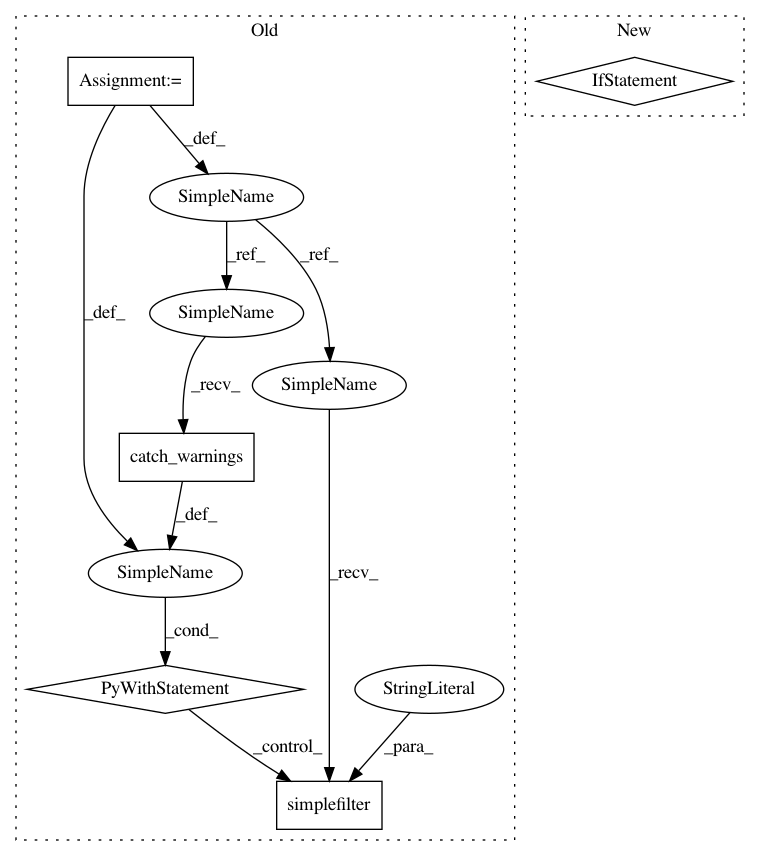 Old
New
Assignment:=
IfStatement
_def_
SimpleName
_ref_
_ref_
SimpleName
_def_
SimpleName
_recv_
catch_warnings
_def_
SimpleName
_recv_
_cond_
PyWithStatement
StringLiteral
_control_
_para_
simplefilter